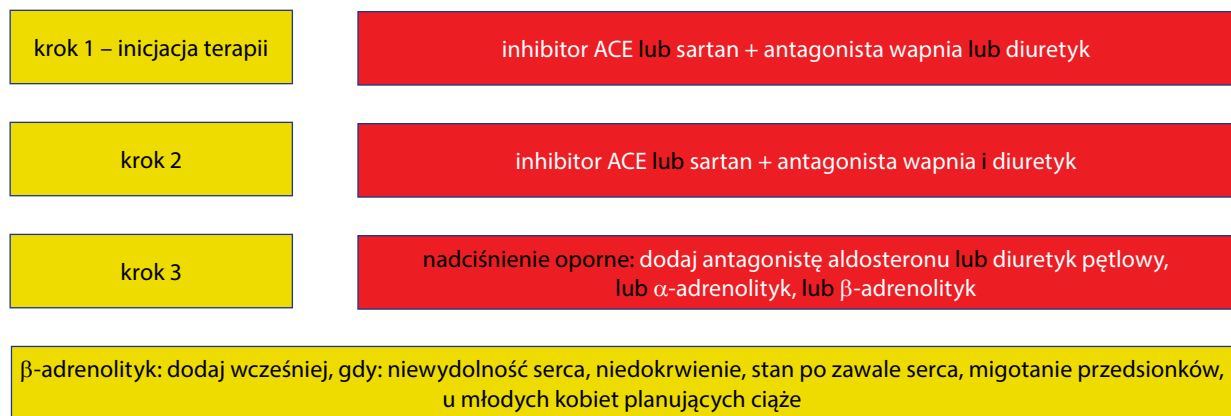 krok 1 – inicjacja terapii
inhibitor ACE lub sartan + antagonista wapnia lub diuretyk
krok 2
inhibitor ACE lub sartan + antagonista wapnia i diuretyk
krok 3
nadciśnienie oporne: dodaj antagonistę aldosteronu lub diuretyk pętlowy,
lub α-adrenolityk, lub β-adrenolityk
β-adrenolityk: dodaj wcześniej, gdy: niewydolność serca, niedokrwienie, stan po zawale serca, migotanie przedsionków,
u młodych kobiet planujących ciąże